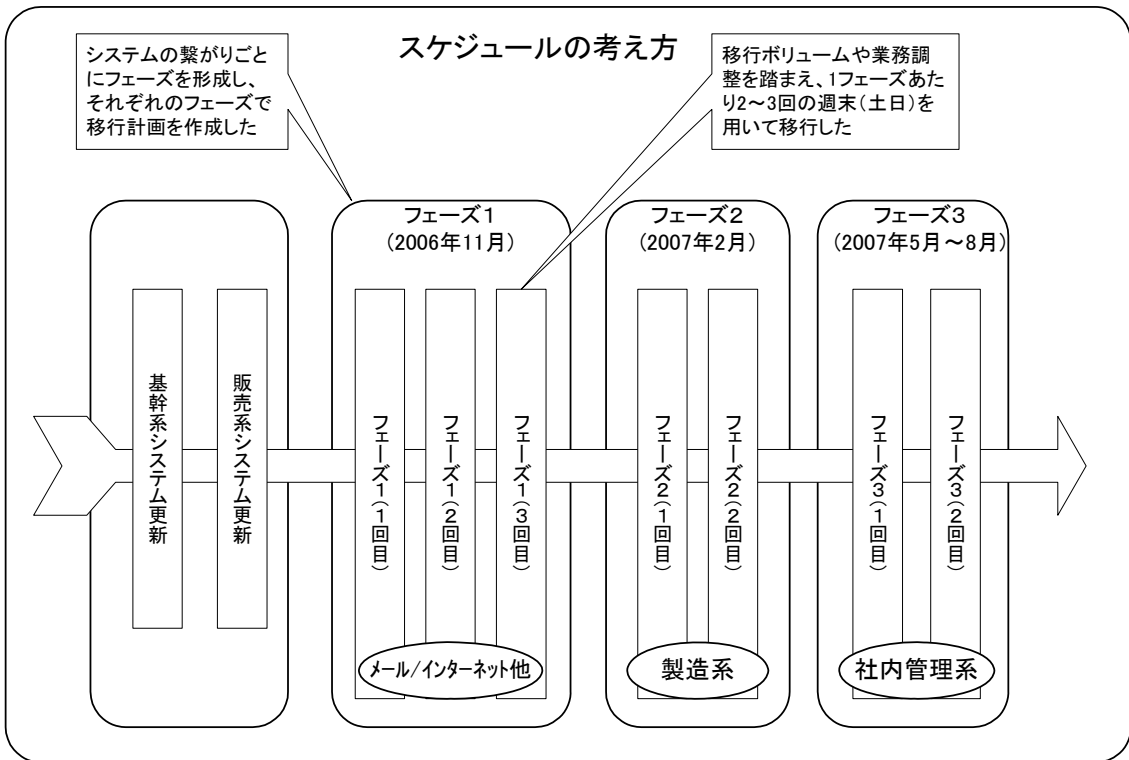 スケジュールの考え方
システムの繋がりごと
にフェーズを形成し、
それぞれのフェーズで
移行計画を作成した
移行ボリュームや業務調
整を踏まえ、1フェーズあた
り2～3回の週末(土日)を
用いて移行した
フェーズ1
(2006年11月)
フェーズ2
(2007年2月)
フェーズ3
(2007年5月～8月)
基幹系システム更新
販売系システム更新
フェーズ1(1回目)
フェーズ1(2回目)
フェーズ1(3回目)
フェーズ2(1回目)
フェーズ2(2回目)
フェーズ3(1回目)
フェーズ3(2回目)
メール/インターネット他
製造系
社内管理系